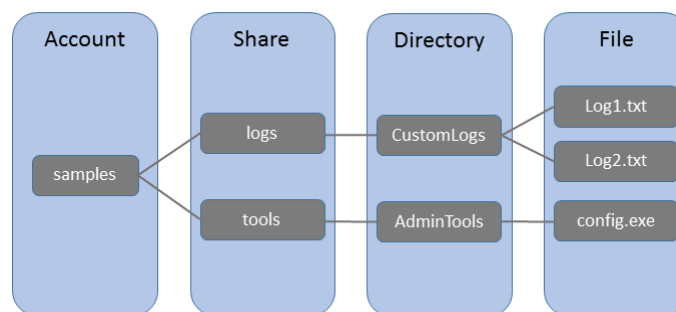 Account
Share
Directory
File
samples
logs
tools
CustomLogs
AdminTools
Log1.txt
Log2.txt
config.exe